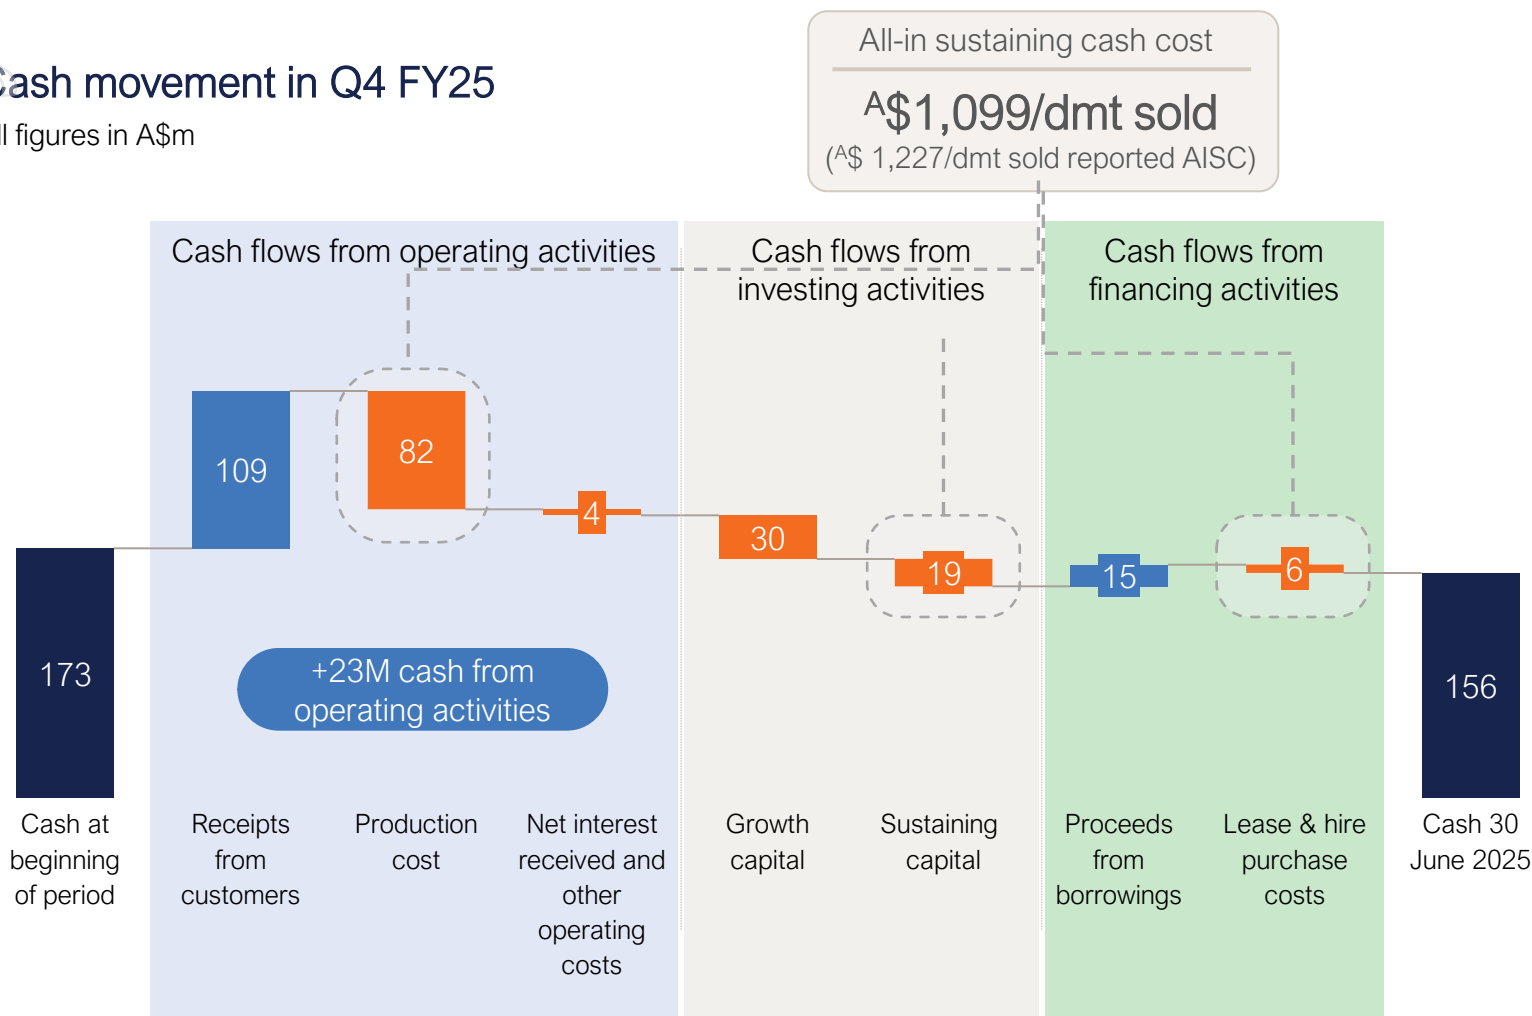 All-in sustaining cash cost
A$1,099/dmt sold
(A$ 1,227/dmt sold reported AISC)
Cash movement in Q4 FY25
ll figures in A$m
Cash flows from operating activities
Cash flows from
investing activities
Cash flows from
financing activities
109
82
4
30
19
15
6
173
156
+23M cash from
operating activities
Cash at
beginning
of period
Receipts
from
customers
Production
cost
Net interest
received and
other
operating
costs
Growth
capital
Sustaining
capital
Proceeds
from
borrowings
Lease & hire
purchase
costs
Cash 30
June 2025